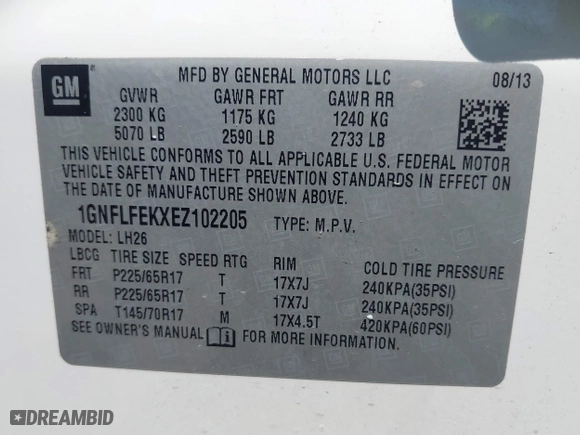 GM
MFD BY GENERAL MOTORS LLC 08/13
GVWR GAWR FRT GAWR RR
2300 KG 1175 KG 1240 KG
5070 LB 2590 LB 2733 LB
THIS VEHICLE CONFORMS TO ALL APPLICABLE U.S. FEDERAL MOTOR
VEHICLE SAFETY AND THEFT PREVENTION STANDARDS IN EFFECT ON
THE DATE OF MANUFACTURE SHOWN ABOVE.
1GNFLFEKXEZ102205 TYPE: M.P.V.
MODEL: LH26
LBCG TIRE SIZE SPEED RTG RIM COLD TIRE PRESSURE
FRT P225/65R17 T 17X7J 240KPA(35PSI)
RR P225/65R17 T 17X7J 240KPA(35PSI)
SPA T145/70R17 M 17X4.5T 420KPA(60PSI)
SEE OWNER'S MANUAL FOR MORE INFORMATION.
DREAMBID